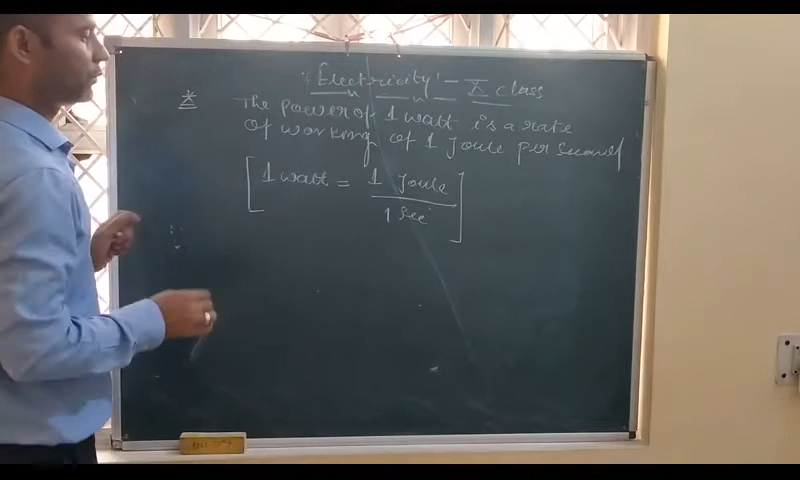 * Electricity - X class
* The power of 1 watt is a rate
of working of 1 Joule per second
[ 1 watt = 1 Joule
1 sec ]